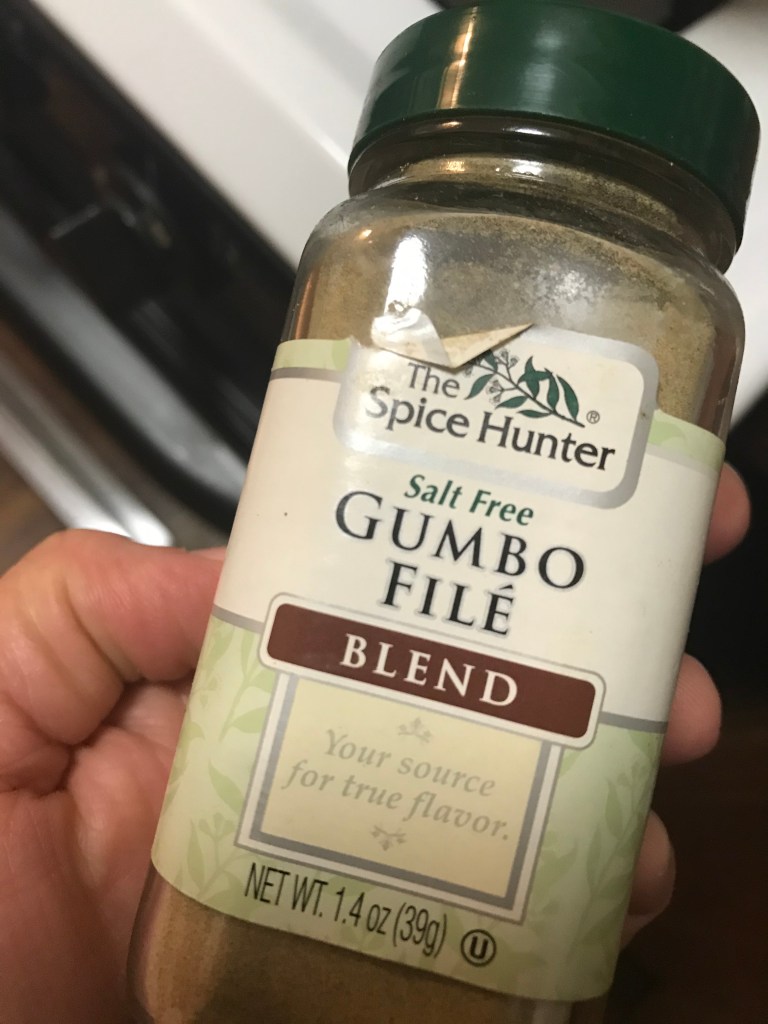 The
Spice Hunter®
Salt Free
GUMBO
FILÉ
BLEND
Your source
for true flavor.
NET WT. 1.4 oz (39g) U